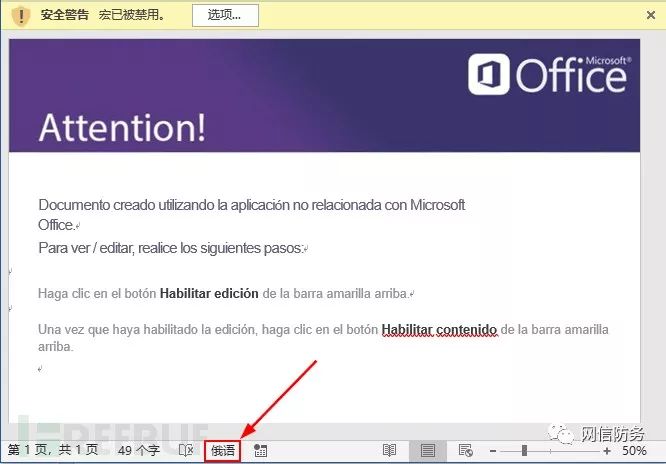 安全警告 宏已被禁用。 选项...
Microsoft®
Office
Attention!
Documento creado utilizando la aplicación no relacionada con Microsoft
Office.
Para ver / editar, realice los siguientes pasos:
Haga clic en el botón Habilitar edición de la barra amarilla arriba.
Una vez que haya habilitado la edición, haga clic en el botón Habilitar contenido de la barra amarilla
arriba.
REEBUF
网信防务
第 1 页，共 1 页 49 个字 俄语 50%